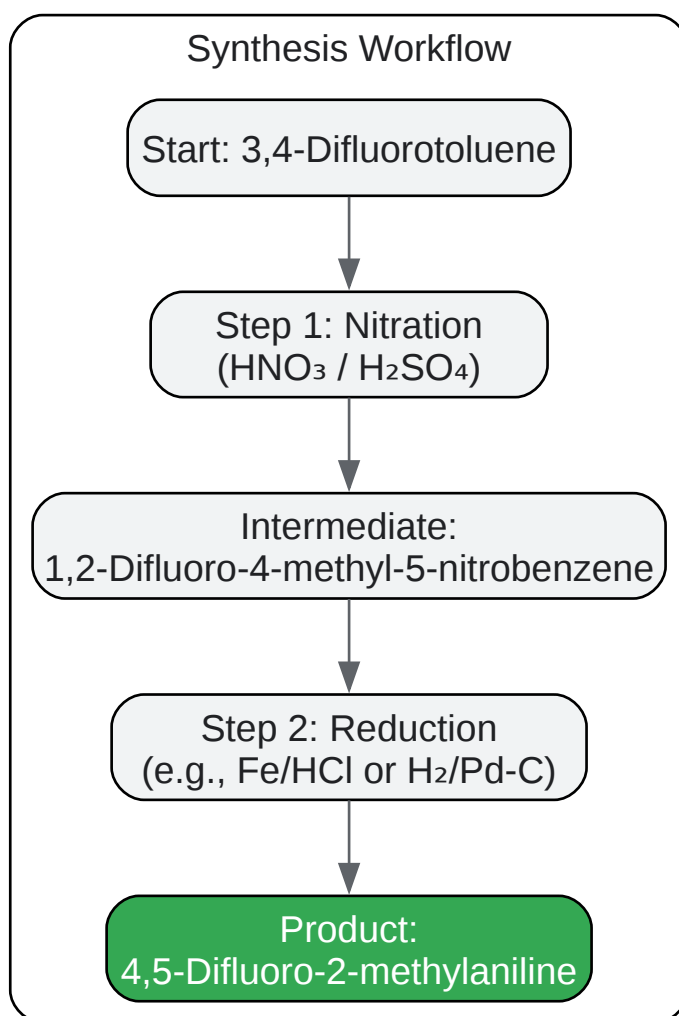 Synthesis Workflow
Start: 3,4-Difluorotoluene
Step 1: Nitration
(HNO₃ / H₂SO₄)
Intermediate:
1,2-Difluoro-4-methyl-5-nitrobenzene
Step 2: Reduction
(e.g., Fe/HCl or H₂/Pd-C)
Product:
4,5-Difluoro-2-methylaniline